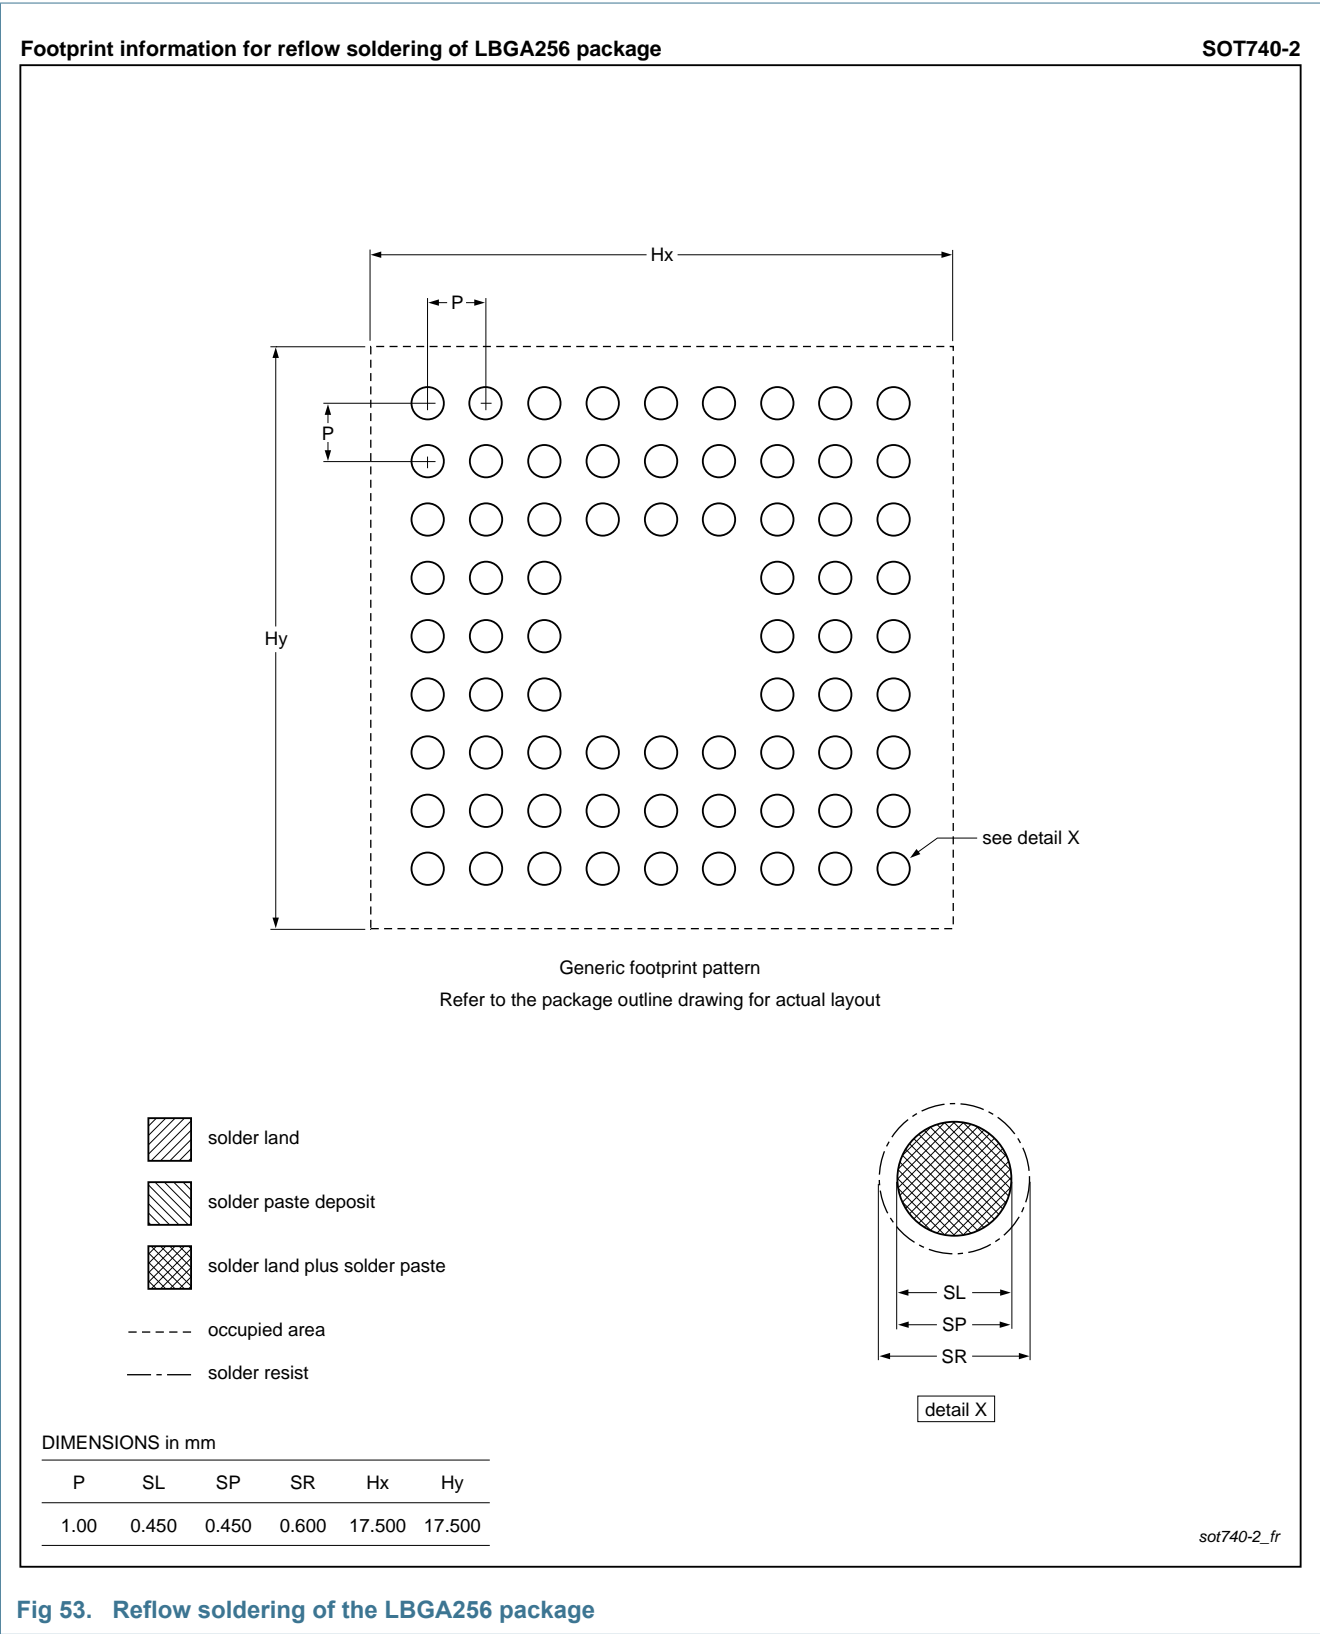 Footprint information for reflow soldering of LBGA256 package SOT740-2
Hx
P
P
Hy
see detail X
Generic footprint pattern
Refer to the package outline drawing for actual layout
solder land
solder paste deposit
solder land plus solder paste
occupied area
solder resist
SL
SP
SR
detail X
DIMENSIONS in mm
P SL SP SR Hx Hy
1.00 0.450 0.450 0.600 17.500 17.500
sot740-2_fr
Fig 53. Reflow soldering of the LBGA256 package